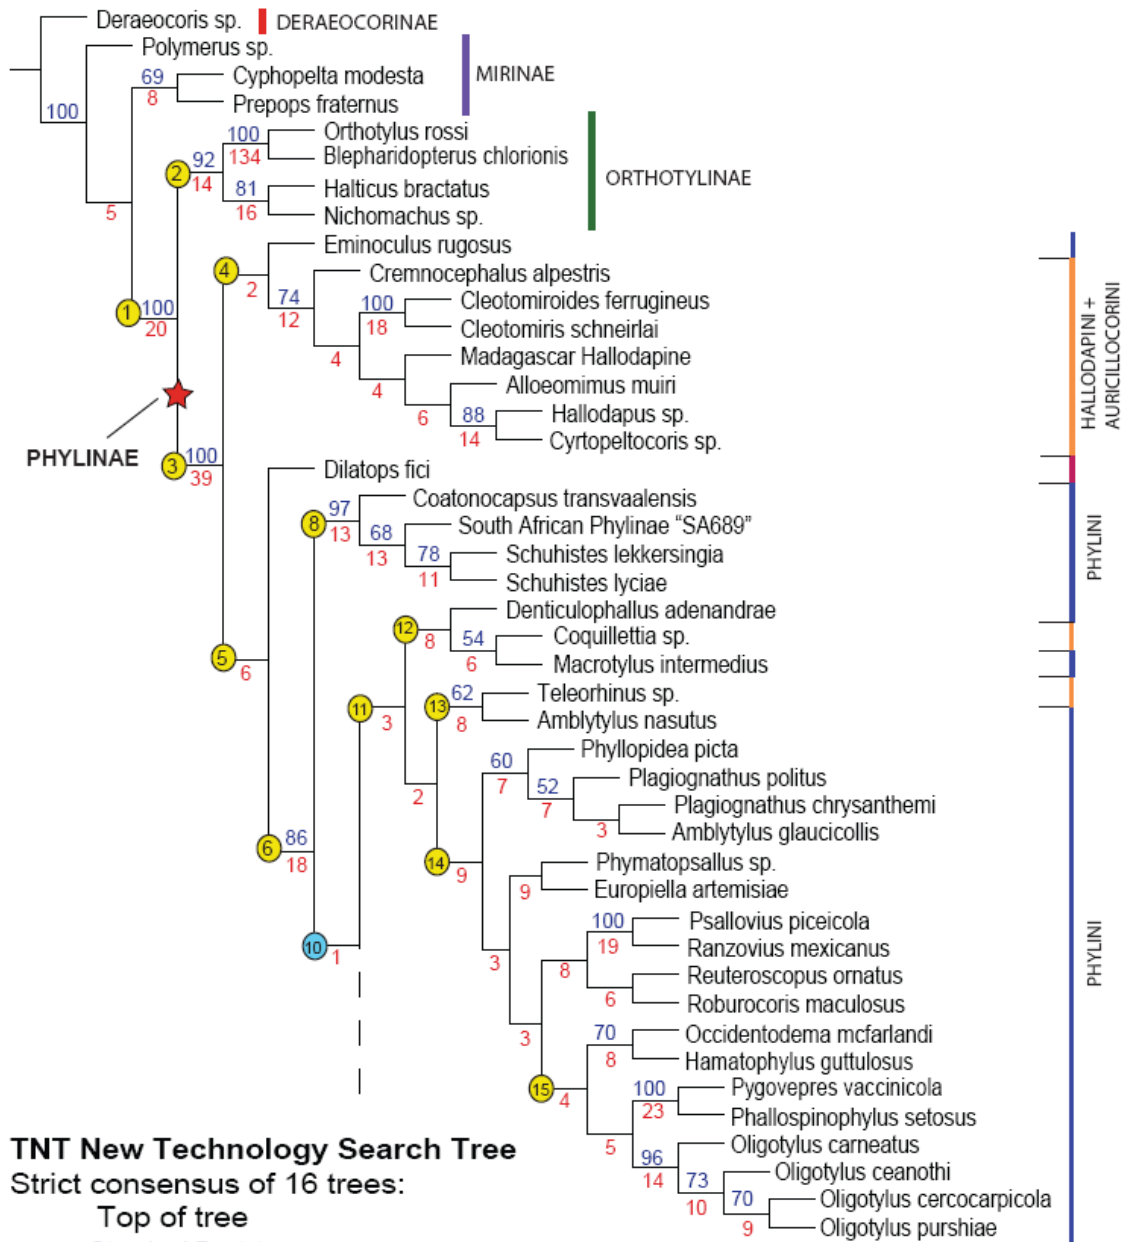 Deraeocoris sp.
DERAEOCORINAE
Polymerus sp.
MIRINAE
69
Cyphopelta modesta
8
Prepops fraternus
100
Orthotylus rossi
100
134
Blepharidopterus chlorionis
ORTHOTYLINAE
2
92
14
81
Halticus bractatus
16
Nichomachus sp.
5
Eminoculus rugosus
4
2
Cremnocephalus alpestris
74
12
100
Cleotomiroides ferrugineus
18
Cleotomiris schneirlai
1
100
20
4
Madagascar Hallodapine
4
Alloeomimus muiri
6
88
Hallodapus sp.
14
Cyrtopeltocoris sp.
HALLODAPINI +
AURICILLOCORINI
PHYLINAE
3
100
39
Dilatops fici
Coatonocapsus transvaalensis
8
97
13
South African Phylinae “SA689”
68
13
78
Schuhistes lekkersingia
11
Schuhistes lyciae
PHYLINI
Denticulophallus adenandrae
12
8
54
Coquillettia sp.
6
Macrotylus intermedius
5
6
11
3
13
62
Teleorhinus sp.
8
Amblytylus nasutus
Phyllopidea picta
60
7
Plagiognathus politus
52
7
Plagiognathus chrysanthemi
3
Amblytylus glaucicollis
2
6
86
18
14
9
Phymatopsallus sp.
9
Europiella artemisiae
10
1
100
Psallovius piceicola
19
Ranzovius mexicanus
3
8
Reuteroscopus ornatus
6
Roburocoris maculosus
PHYLINI
3
70
Occidentodema mcfarlandi
8
Hamatophylus guttulosus
15
4
100
Pygovepres vaccinicola
23
Phallospinophylus setosus
5
Oligotylus carneatus
96
14
Oligotylus ceanothi
73
10
70
Oligotylus cercocarpicola
9
Oligotylus purshiae
TNT New Technology Search Tree
Strict consensus of 16 trees:
Top of tree